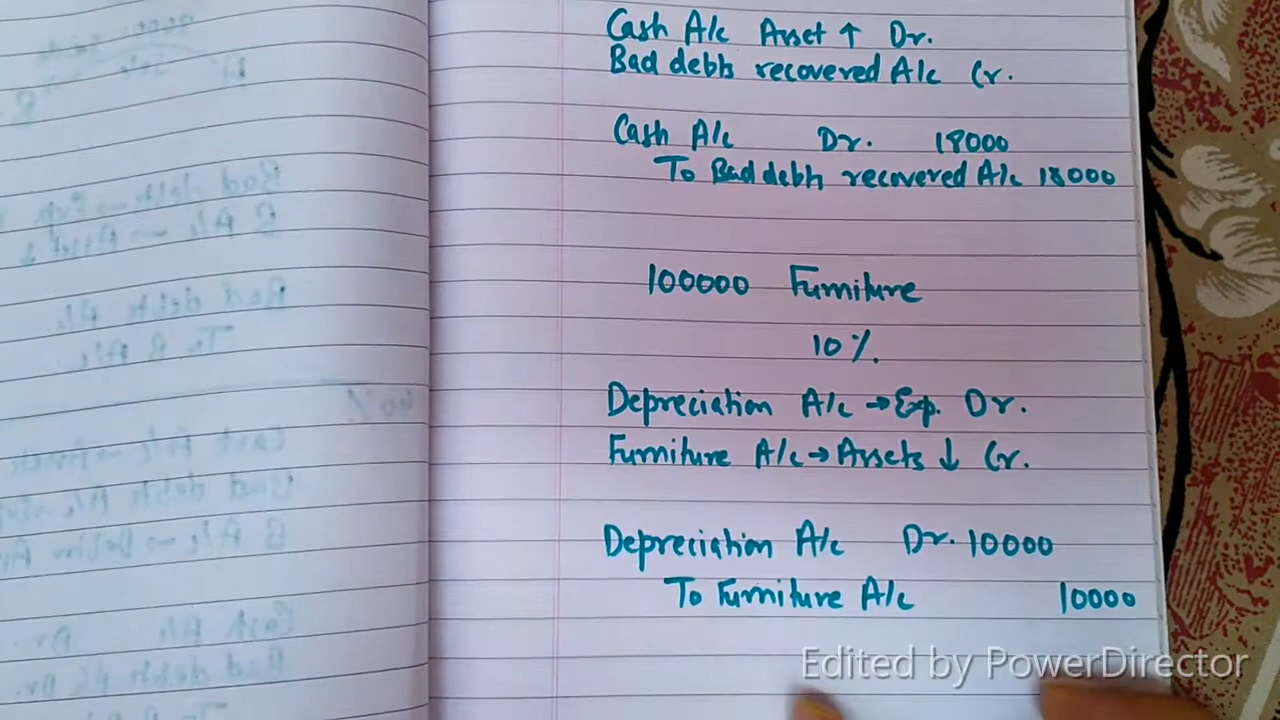 Cash A/c Asset ↑ Dr.
Bad debts recovered A/c Cr.
Cash A/c Dr. 18000
To Bad debts recovered A/c 18000
100000 Furniture
10%.
Depreciation A/c → Exp. Dr.
Furniture A/c → Assets ↓ Cr.
Depreciation A/c Dr. 10000
To Furniture A/c 10000
Edited by PowerDirector